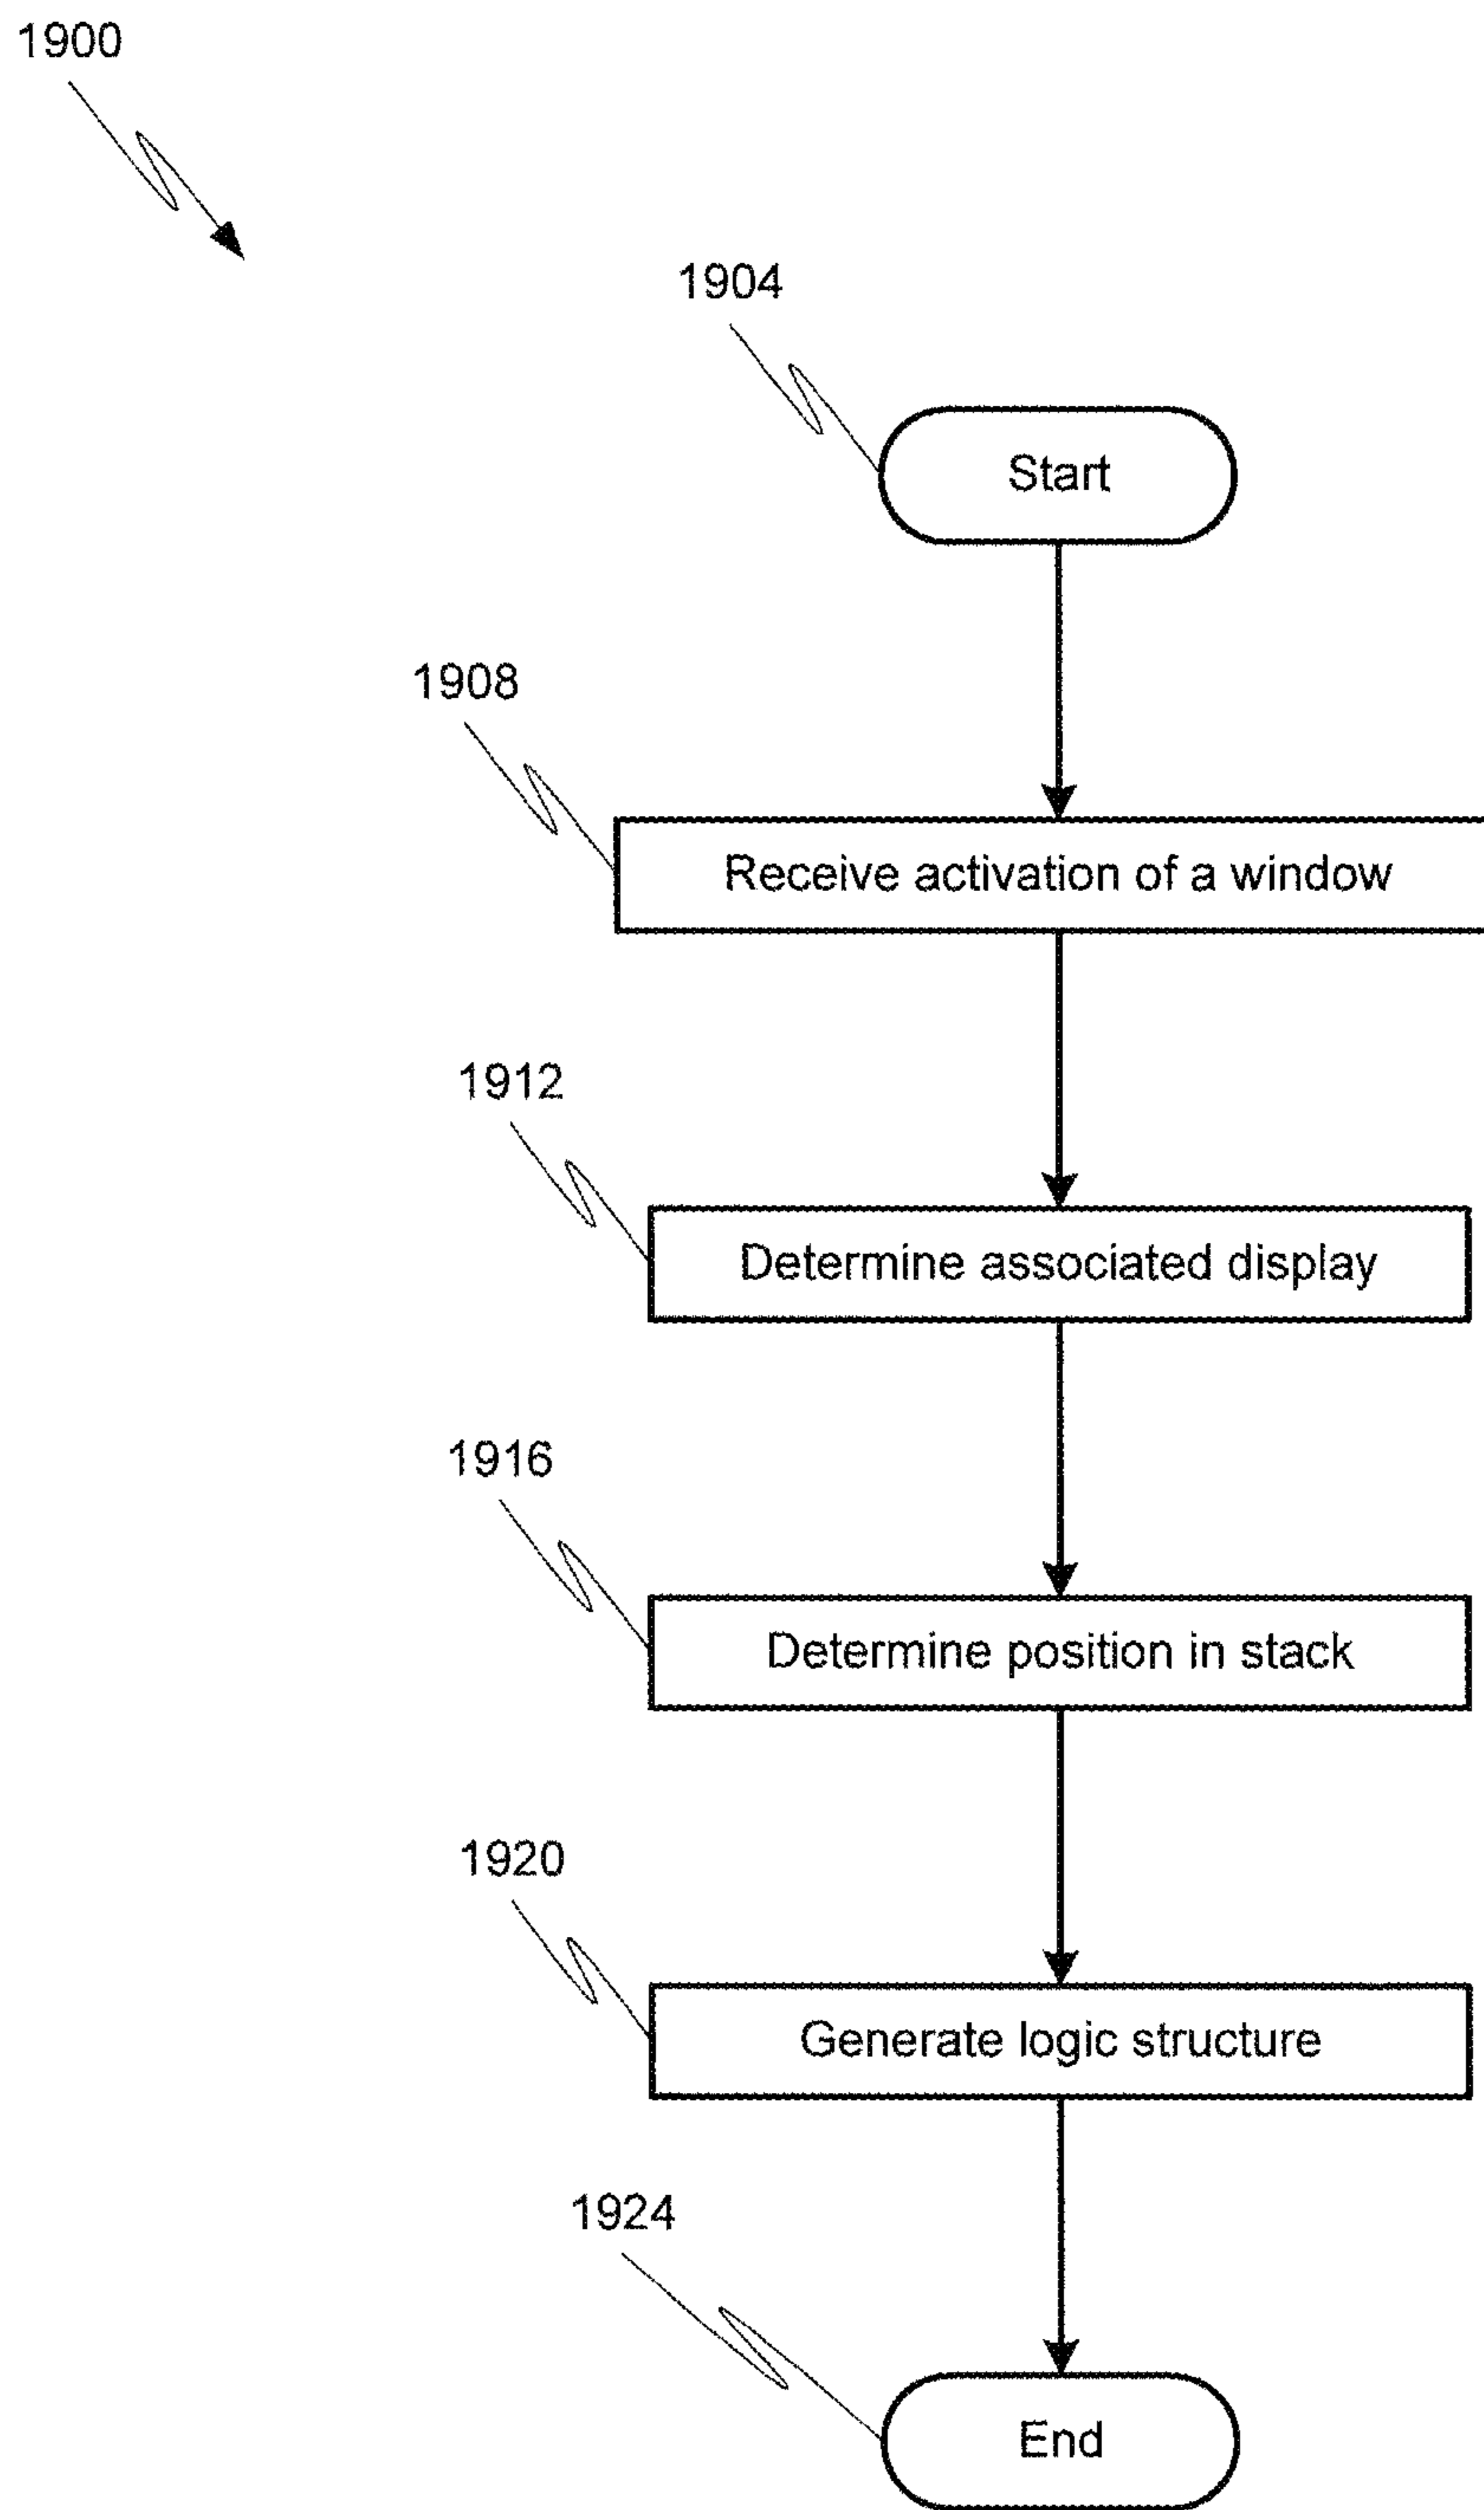 1900
1904
Start
1908
Receive activation of a window
1912
Determine associated display
1916
Determine position in stack
1920
Generate logic structure
1924
End